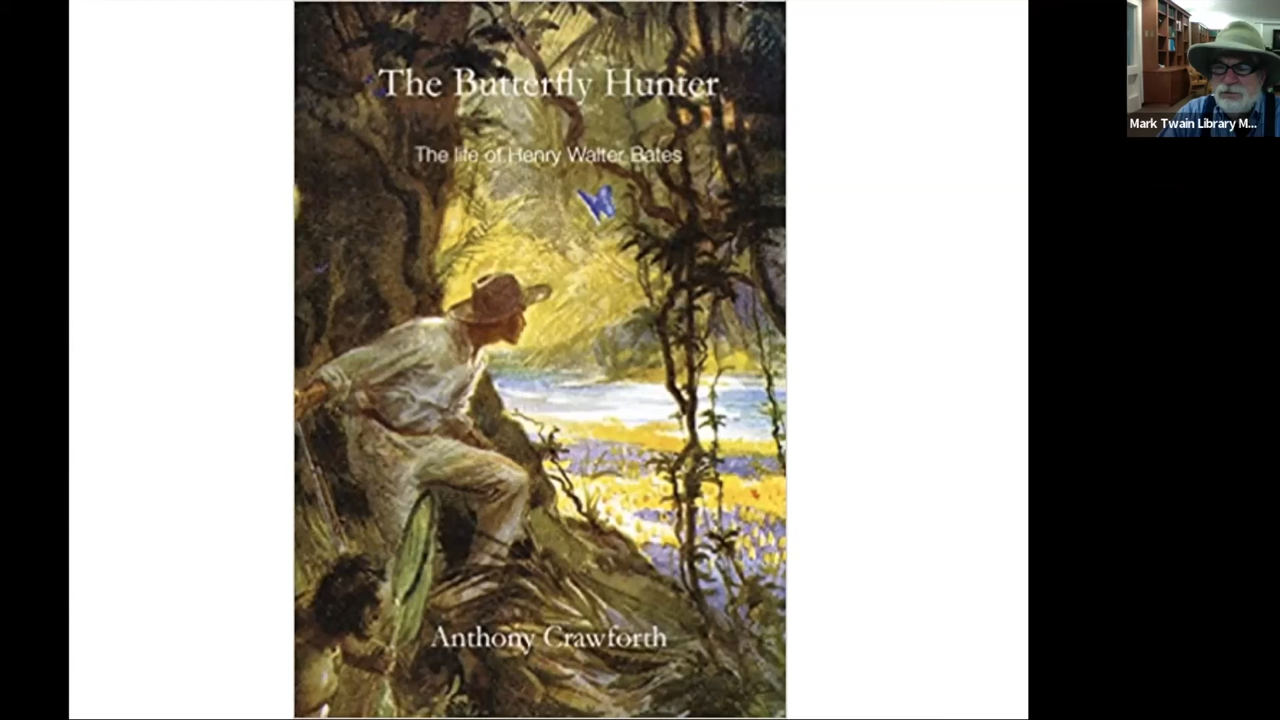 The Butterfly Hunter
The life of Henry Walter Bates
Anthony Crawforth
Mark Twain Library M...